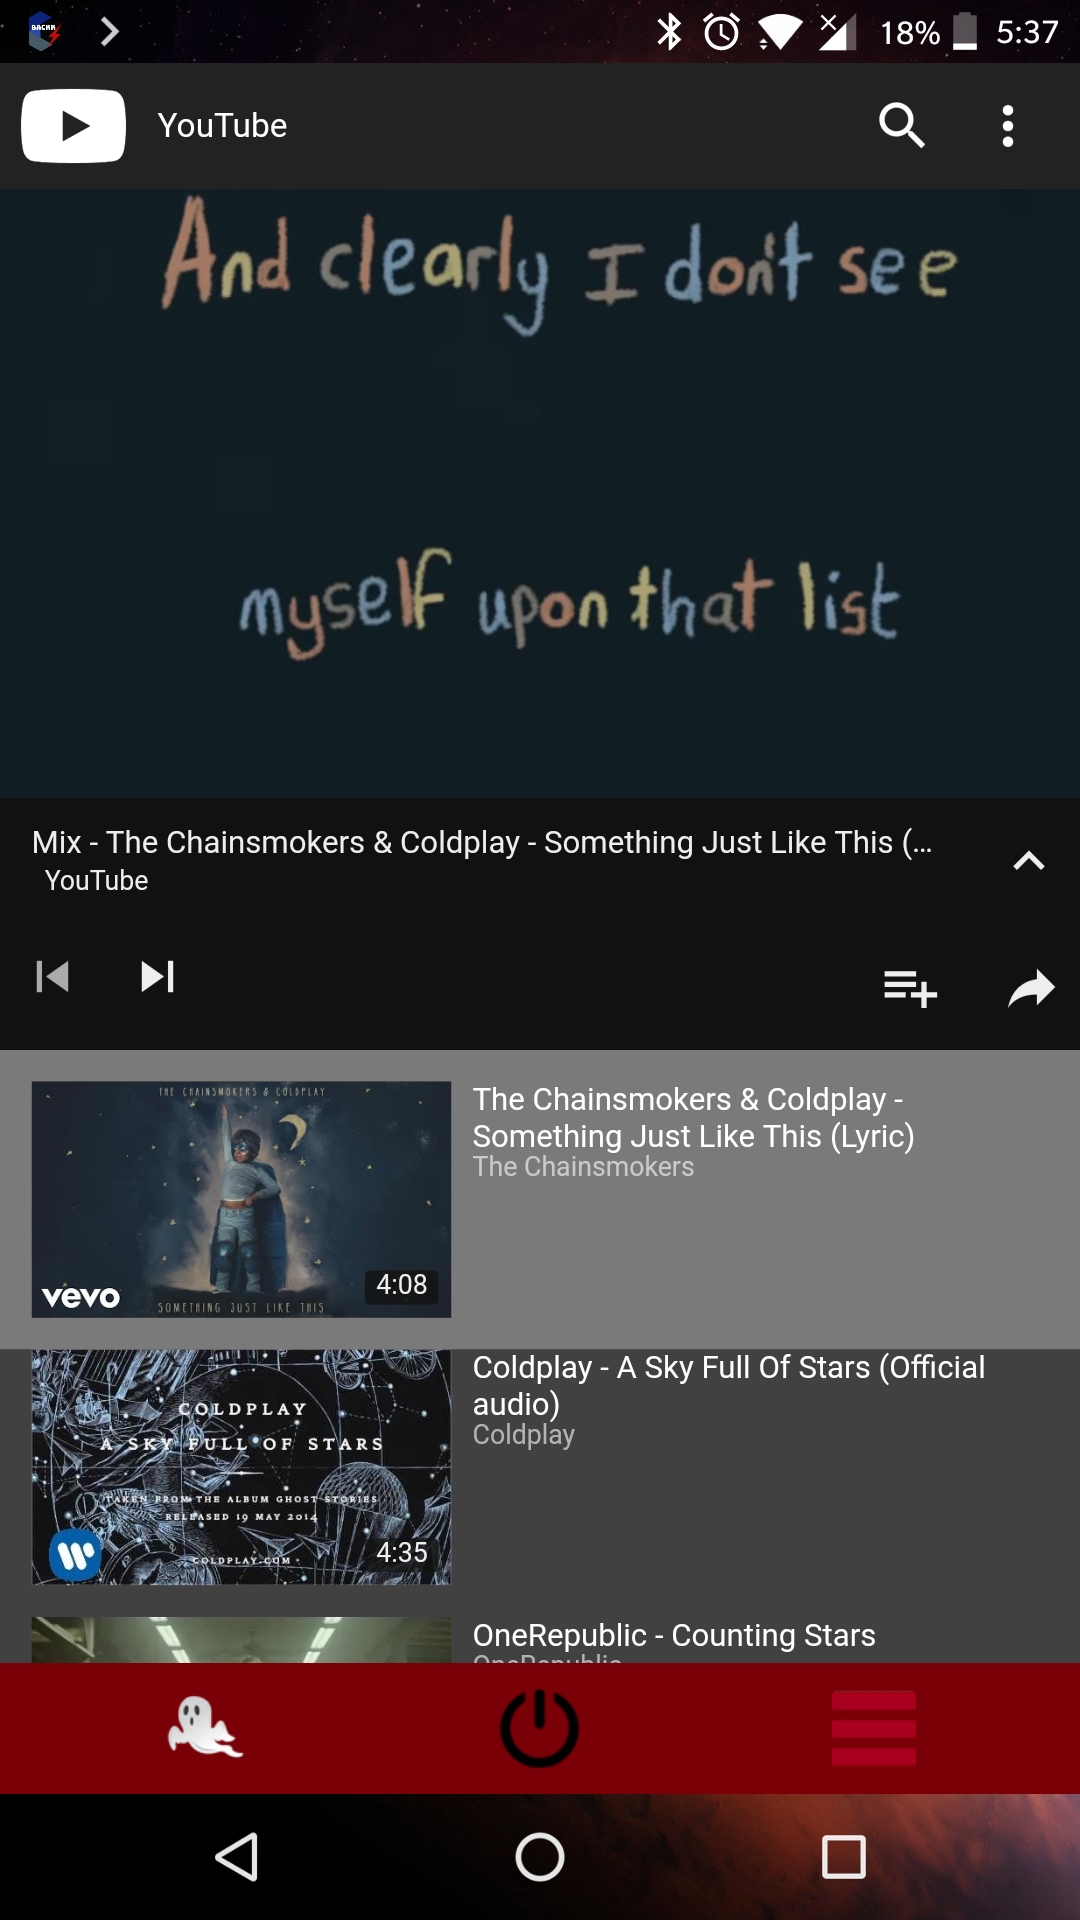 BACKR
18% 5:37
YouTube
And clearly I don't see
myself upon that list
Mix - The Chainsmokers & Coldplay - Something Just Like This (...
YouTube
THE CHAINSMOKERS & COLDPLAY
vevo
SOMETHING JUST LIKE THIS
4:08
The Chainsmokers & Coldplay -
Something Just Like This (Lyric)
The Chainsmokers
COLDPLAY
A SKY FULL OF STARS
TAKEN FROM THE ALBUM GHOST STORIES
RELEASED 19 MAY 2014
COLDPLAY.COM
4:35
Coldplay - A Sky Full Of Stars (Official
audio)
Coldplay
OneRepublic - Counting Stars
OneRepublic